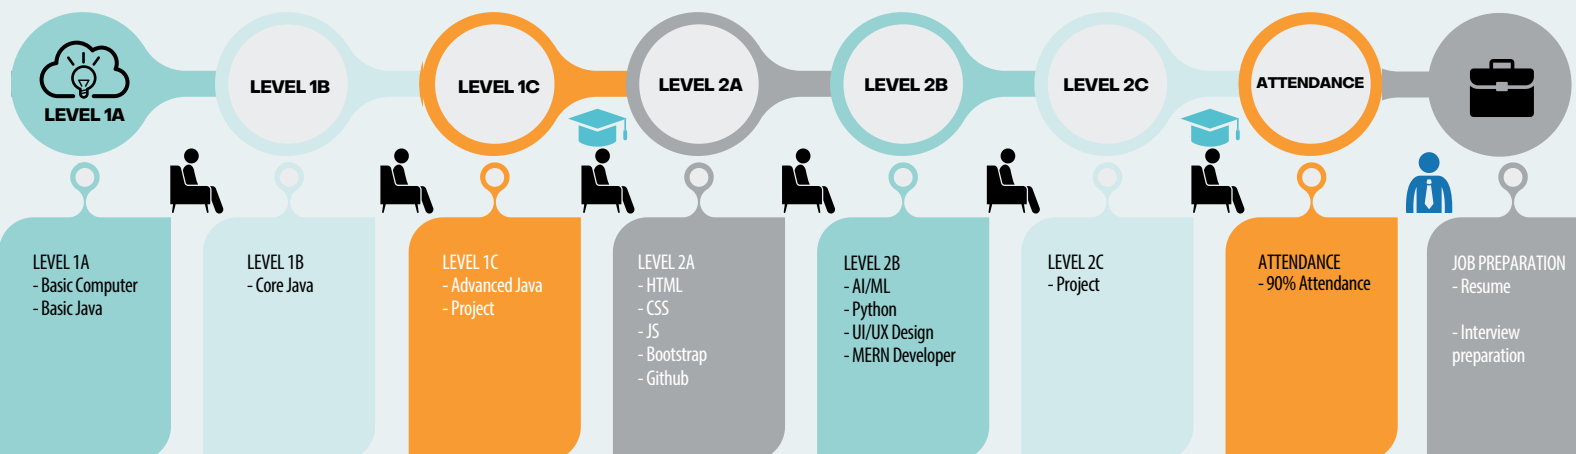 LEVEL 1A
LEVEL 1B
LEVEL 1C
LEVEL 2A
LEVEL 2B
LEVEL 2C
ATTENDANCE
LEVEL 1A
- Basic Computer
- Basic Java
LEVEL 1B
- Core Java
LEVEL 1C
- Advanced Java
- Project
LEVEL 2A
- HTML
- CSS
- JS
- Bootstrap
- Github
LEVEL 2B
- AI/ML
- Python
- UI/UX Design
- MERN Developer
LEVEL 2C
- Project
ATTENDANCE
- 90% Attendance
JOB PREPARATION
- Resume
- Interview
preparation